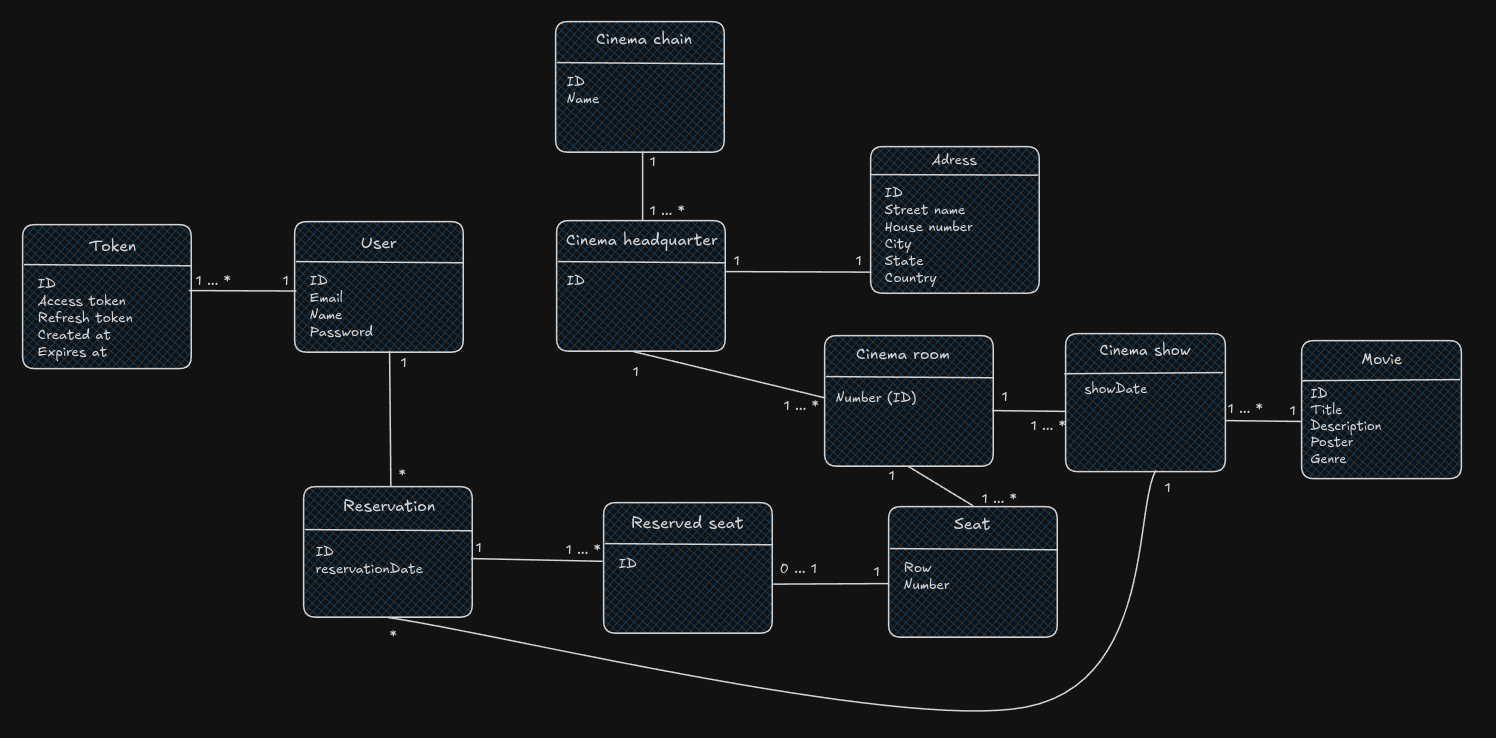 Cinema chain
ID
Name
1
1 ... *
Adress
ID
Street name
House number
City
State
Country
Token
ID
Access token
Refresh token
Created at
Expires at
1 ... *
1
User
ID
Email
Name
Password
Cinema headquarter
ID
1
1
1
1 ... *
Cinema room
Number (ID)
1
1 ... *
Cinema show
showDate
1 ... *
1
Movie
ID
Title
Description
Poster
Genre
1
*
1
1 ... *
1
Reservation
ID
reservationDate
1
1 ... *
Reserved seat
ID
0 ... 1
1
Seat
Row
Number
*